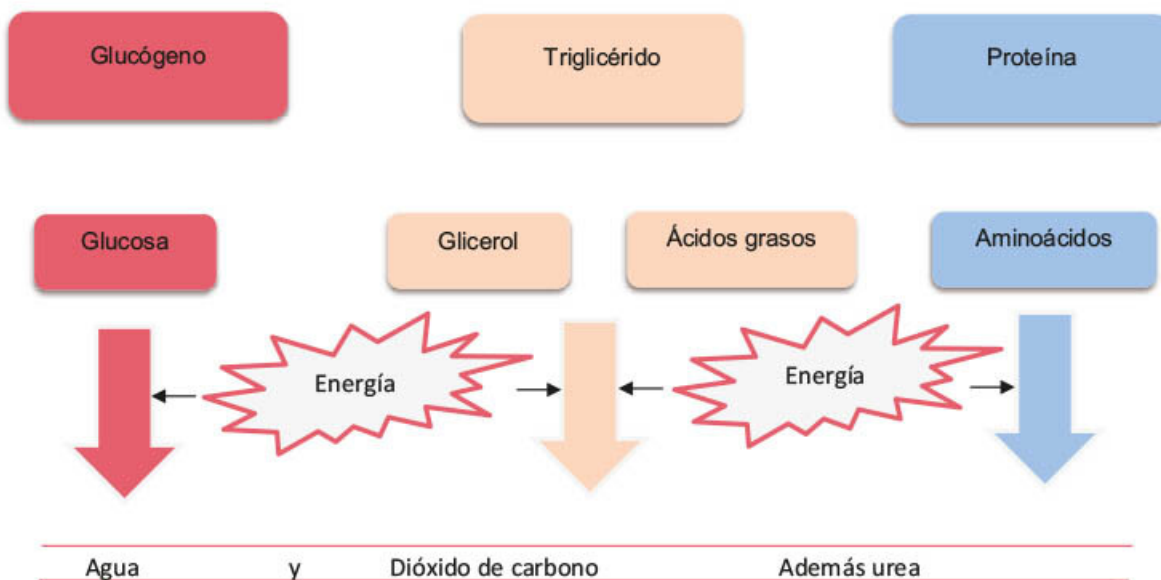 Glucógeno
Triglicérido
Proteína
Glucosa
Glicerol
Ácidos grasos
Aminoácidos
Energía
Energía
Agua y Dióxido de carbono Además urea